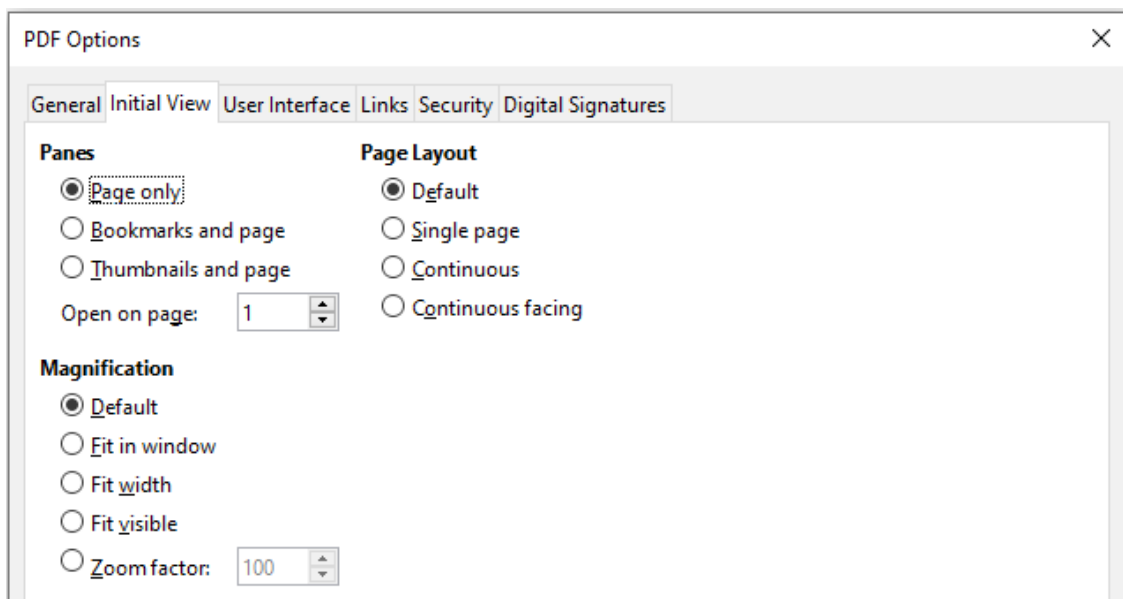 PDF Options
General Initial View User Interface Links Security Digital Signatures
Panes
Page only
Bookmarks and page
Thumbnails and page
Open on page: 1
Page Layout
Default
Single page
Continuous
Continuous facing
Magnification
Default
Fit in window
Fit width
Fit visible
Zoom factor: 100